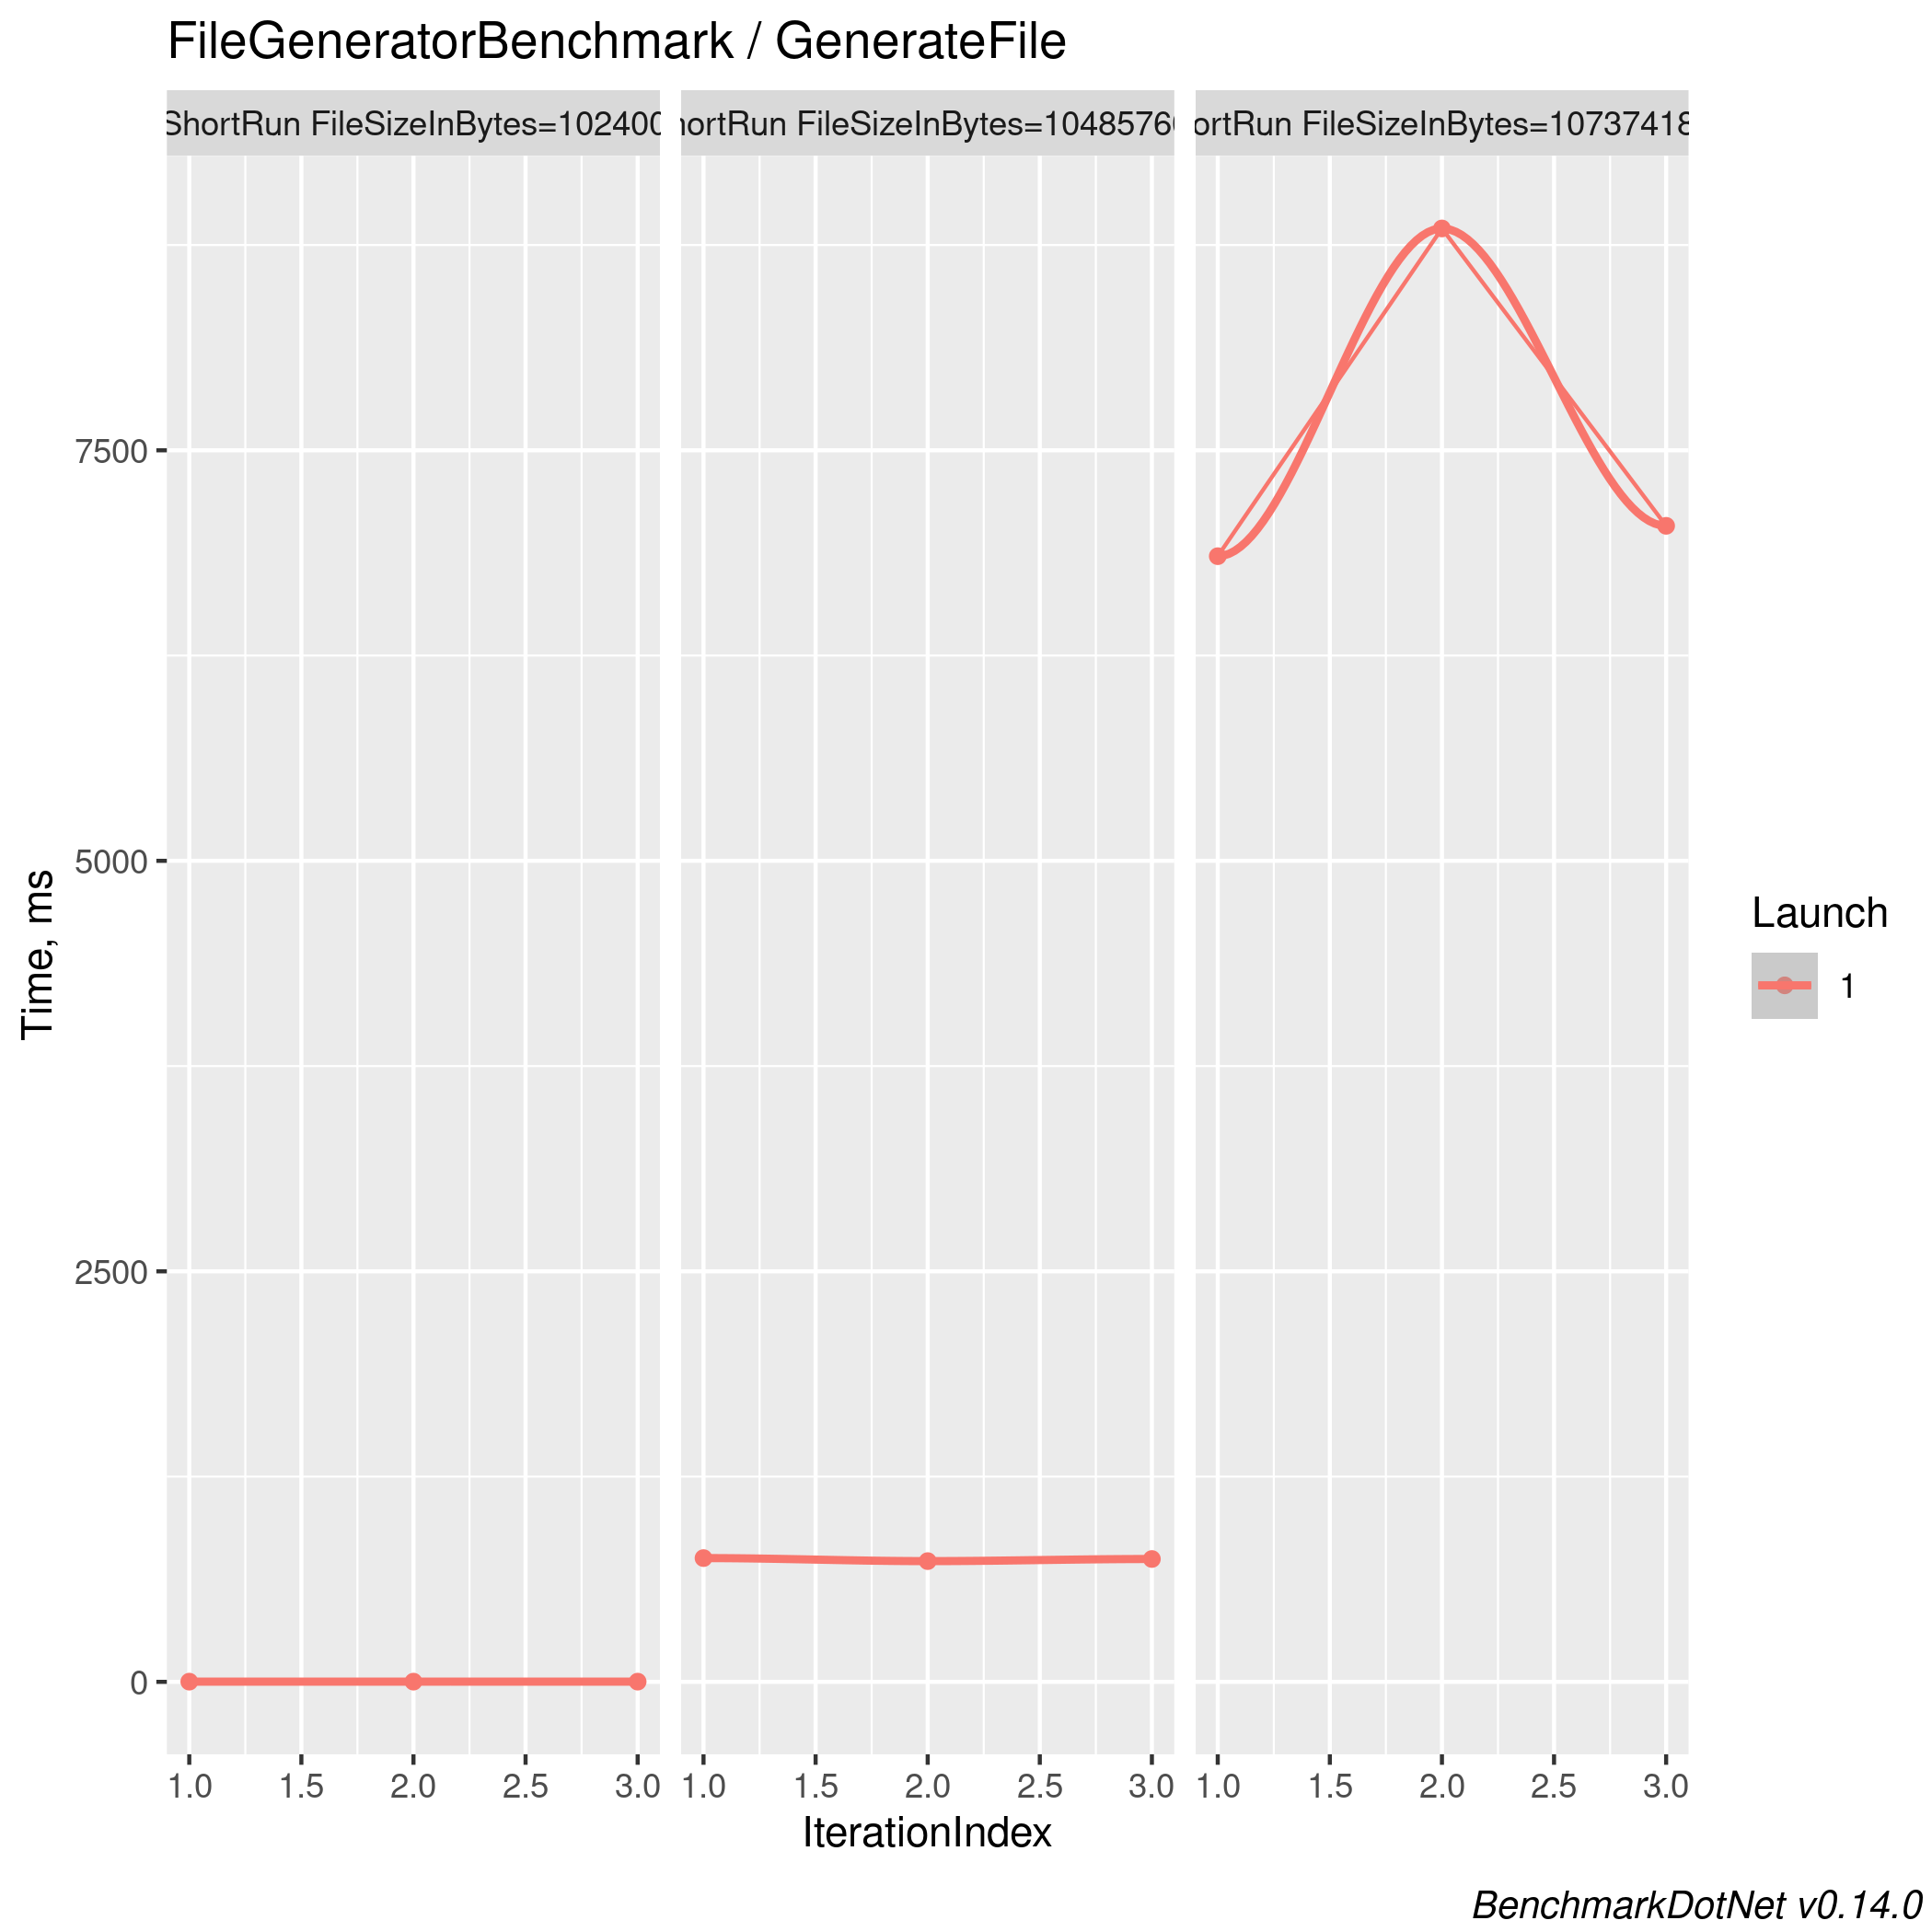 FileGeneratorBenchmark / GenerateFile
ShortRun FileSizeInBytes=102400
hortRun FileSizeInBytes=1048576
ortRun FileSizeInBytes=10737418
7500
5000
2500
0
Time, ms
1.0 1.5 2.0 2.5 3.0 1.0 1.5 2.0 2.5 3.0 1.0 1.5 2.0 2.5 3.0
IterationIndex
Launch
1
BenchmarkDotNet v0.14.0